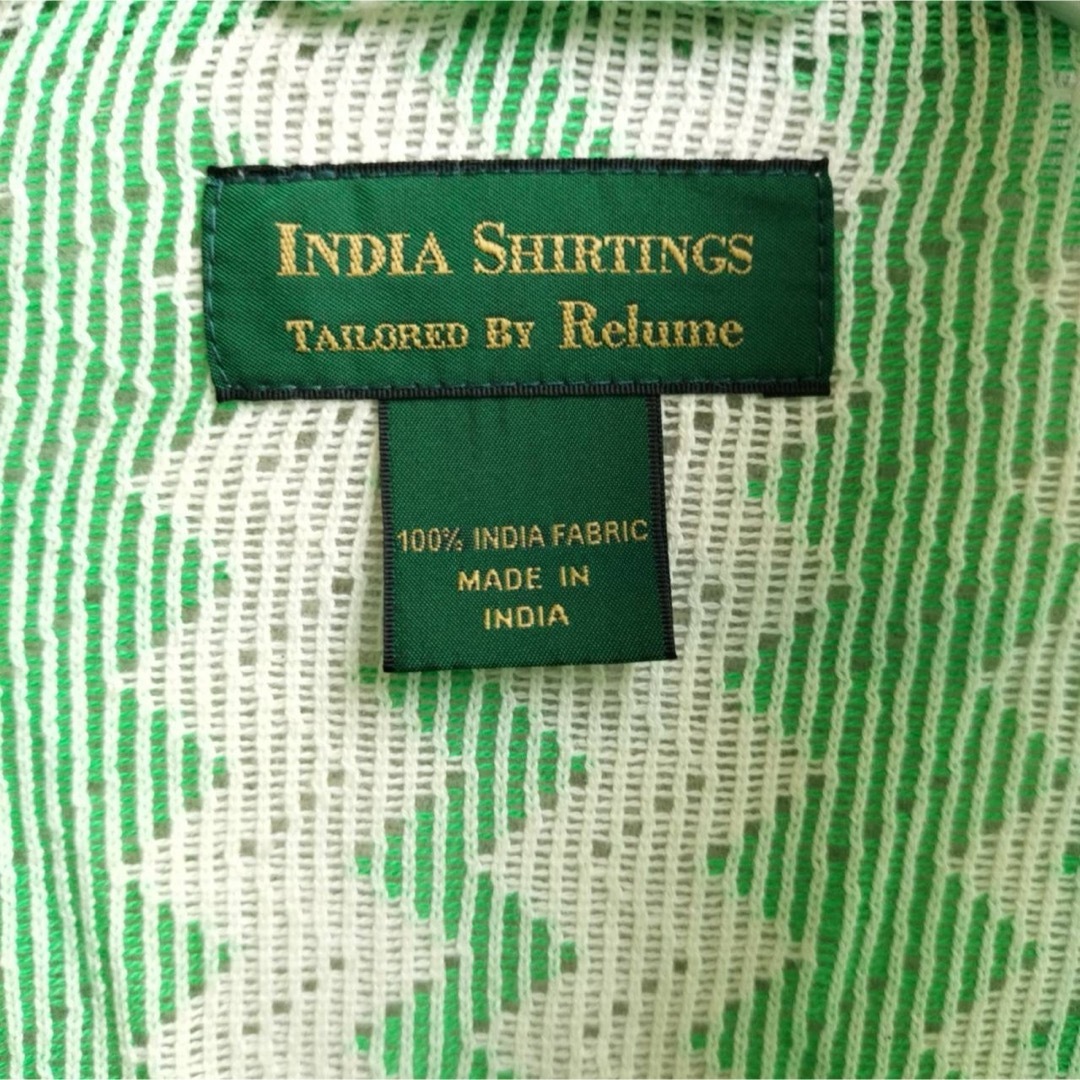 INDIA SHIRTINGS
TAILORED BY Relume
100% INDIA FABRIC
MADE IN
INDIA